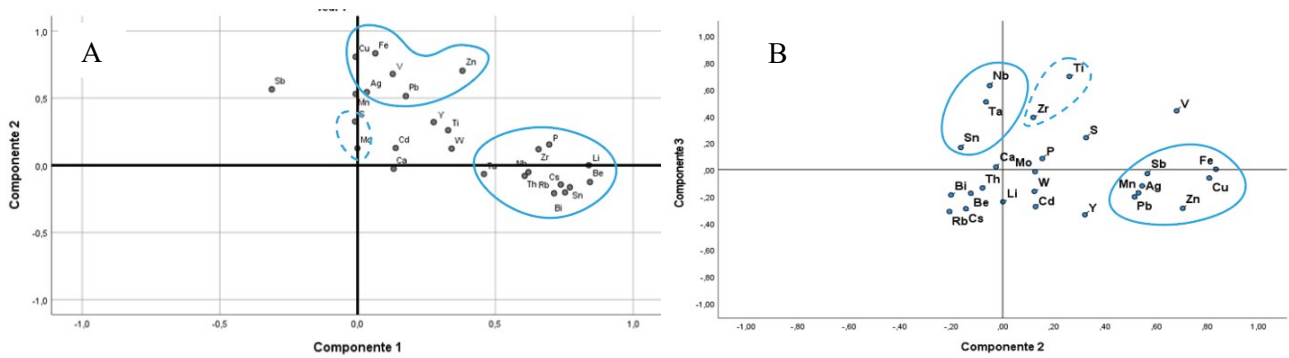 A
1,0
0,5
0,0
-0,5
-1,0
Componente 2
Cu
Fe
V
Zn
Ag
Pb
Mn
S
Mo
Sb
Y
Ti
W
Cd
Ca
P
Zr
Li
Ta
Nb
Th
Rb
Cs
Be
Sn
Bi
-1,0 -0,5 0,0 0,5 1,0
Componente 1
B
1,00
,80
,60
,40
,20
,00
-,20
-,40
-,60
-,80
-1,00
Componente 3
Nb
Ti
Ta
Zr
V
Sn
S
P
Ca Mo
Sb
Fe
Th
Mn Ag
Cu
Bi
Be
Li
W
Pb
Zn
Rb Cs
Cd
Y
-1,00 -,80 -,60 -,40 -,20 ,00 ,20 ,40 ,60 ,80 1,00
Componente 2